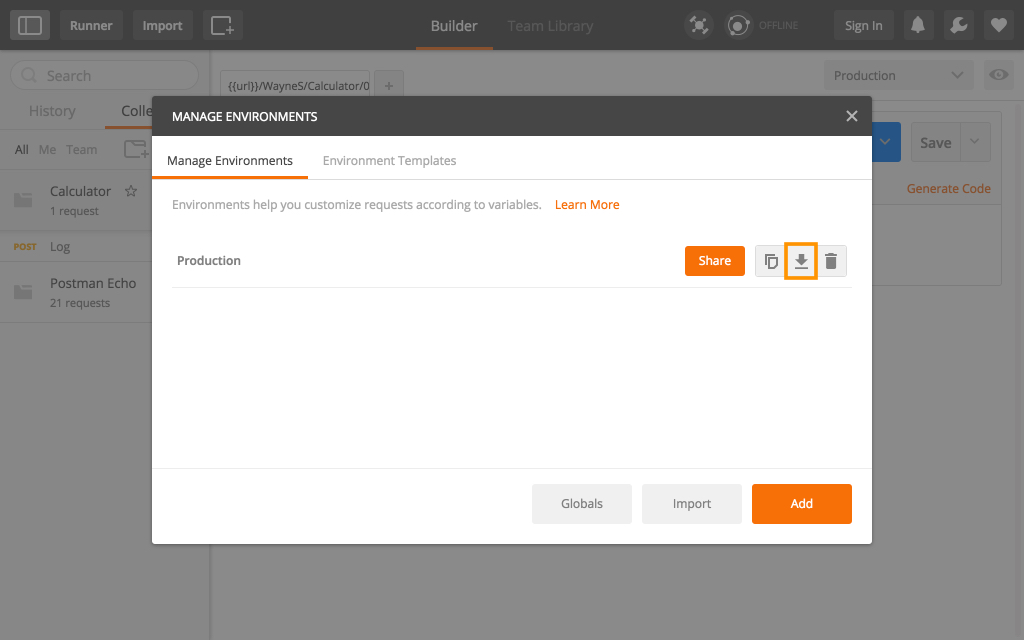 Runner Import Builder Team Library OFFLINE Sign In
Search
{{url}}/WayneS/Calculator/0 +
Production
History Colle
All Me Team
Calculator
1 request
POST Log
Postman Echo
21 requests
Save
Generate Code
MANAGE ENVIRONMENTS
Manage Environments Environment Templates
Environments help you customize requests according to variables. Learn More
Production Share
Globals Import Add